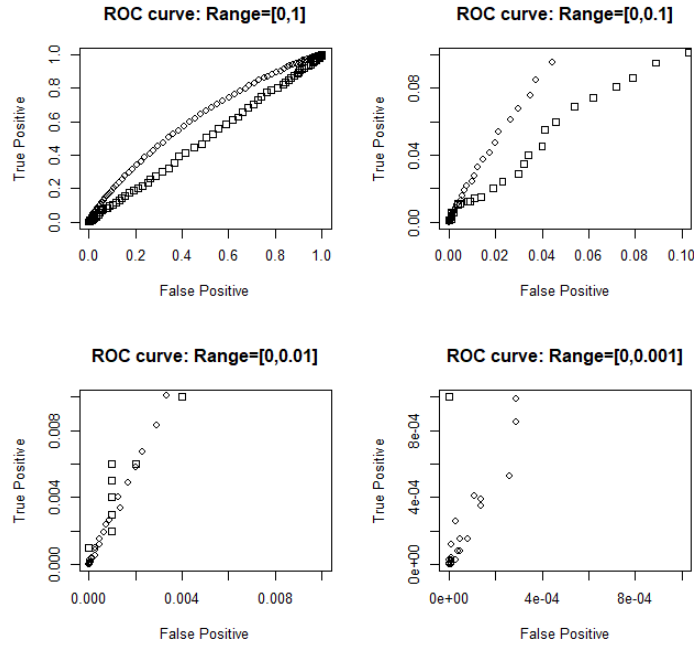 ROC curve: Range=[0,1]
True Positive
0.0 0.2 0.4 0.6 0.8 1.0
0.0 0.2 0.4 0.6 0.8 1.0
False Positive
ROC curve: Range=[0,0.1]
True Positive
0.00 0.04 0.08
0.00 0.02 0.04 0.06 0.08 0.10
False Positive
ROC curve: Range=[0,0.01]
True Positive
0.000 0.004 0.008
0.000 0.004 0.008
False Positive
ROC curve: Range=[0,0.001]
True Positive
0e+00 4e-04 8e-04
0e+00 4e-04 8e-04
False Positive